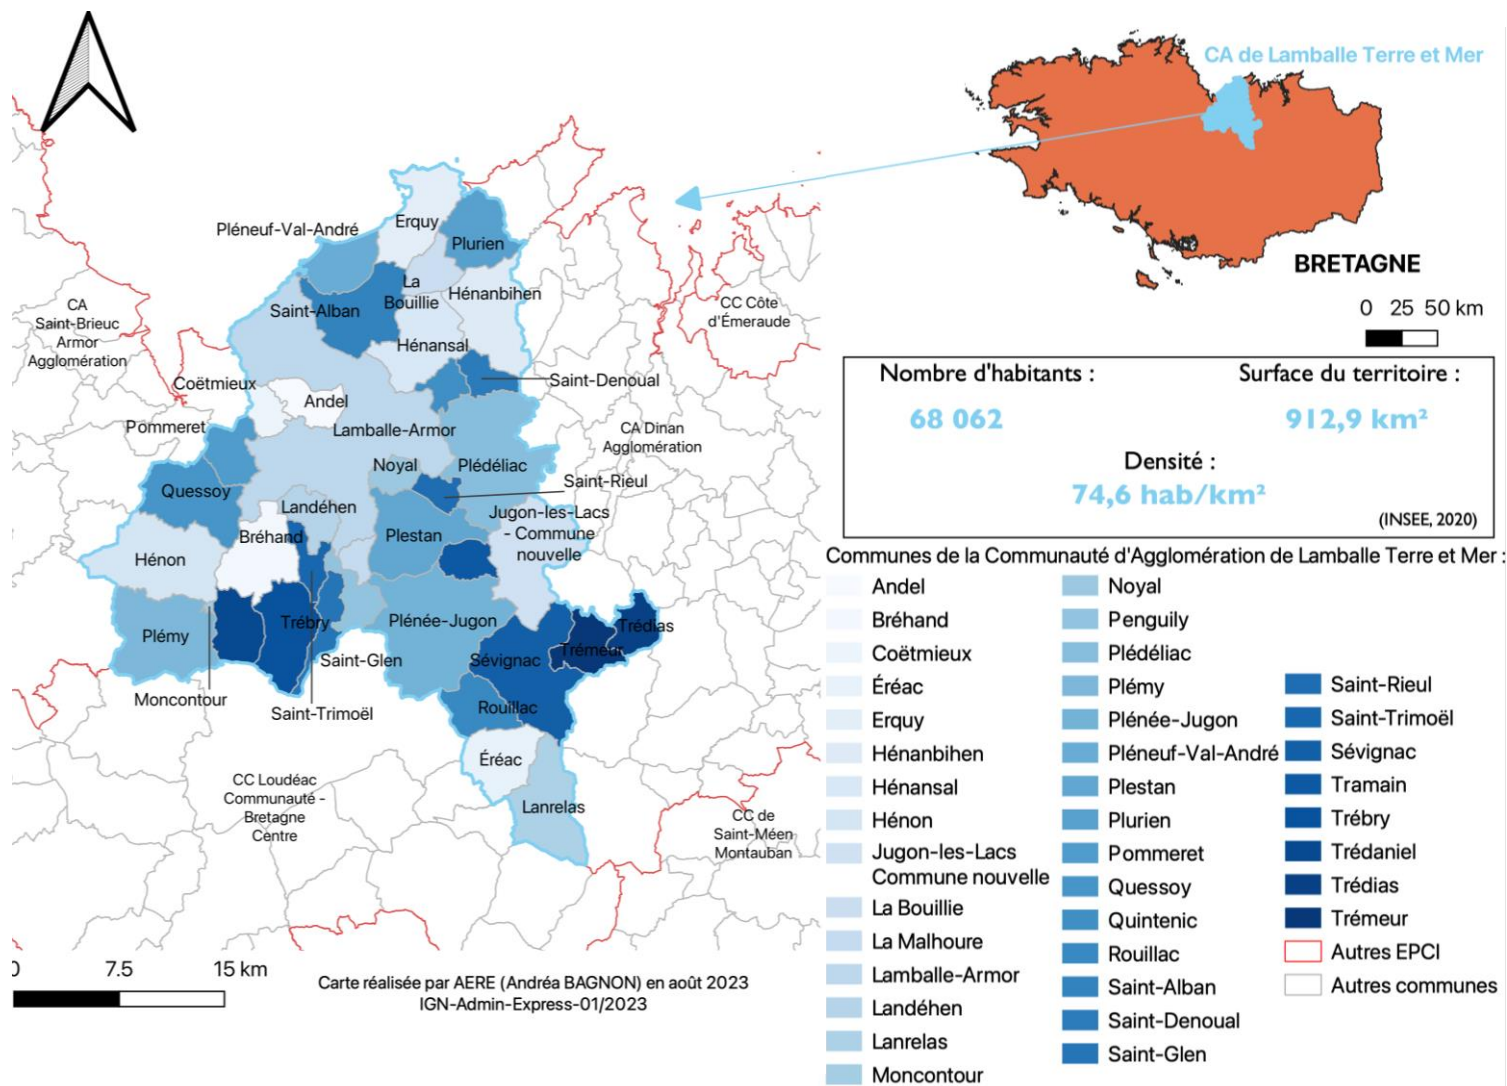 CA de Lamballe Terre et Mer
BRETAGNE
0 25 50 km
Erquy
Pléneuf-Val-André
Plurien
La
Bouillie
Hénanbihen
Saint-Alban
CA
Saint-Brieuc
Armor
Agglomération
CC Côte
d'Émeraude
Hénansal
Coëtmieux
Saint-Denoual
Andel
Pommeret
Lamballe-Armor
CA Dinan
Agglomération
Noyal
Plédéliac
Quessoy
Saint-Rieul
Landéhen
Jugon-les-Lacs
- Commune
nouvelle
Bréhand
Plestan
Hénon
Plémy
Trébry
Plénée-Jugon
Trédias
Trémeur
Saint-Glen
Sévignac
Moncontour
Saint-Trimoël
Rouillac
Éréac
Lanrelas
CC Loudéac
Communauté -
Bretagne
Centre
CC de
Saint-Méen
Montauban
0 7.5 15 km
Carte réalisée par AERE (Andréa BAGNON) en août 2023
IGN-Admin-Express-01/2023
Nombre d'habitants :
68 062
Surface du territoire :
912,9 km²
Densité :
74,6 hab/km²
(INSEE, 2020)
Communes de la Communauté d'Agglomération de Lamballe Terre et Mer :
Andel
Bréhand
Coëtmieux
Éréac
Erquy
Hénanbihen
Hénansal
Hénon
Jugon-les-Lacs
Commune nouvelle
La Bouillie
La Malhoure
Lamballe-Armor
Landéhen
Lanrelas
Moncontour
Noyal
Penguily
Plédéliac
Plémy
Plénée-Jugon
Pléneuf-Val-André
Plestan
Plurien
Pommeret
Quessoy
Quintenic
Rouillac
Saint-Alban
Saint-Denoual
Saint-Glen
Saint-Rieul
Saint-Trimoël
Sévignac
Tramain
Trébry
Trédaniel
Trédias
Trémeur
Autres EPCI
Autres communes